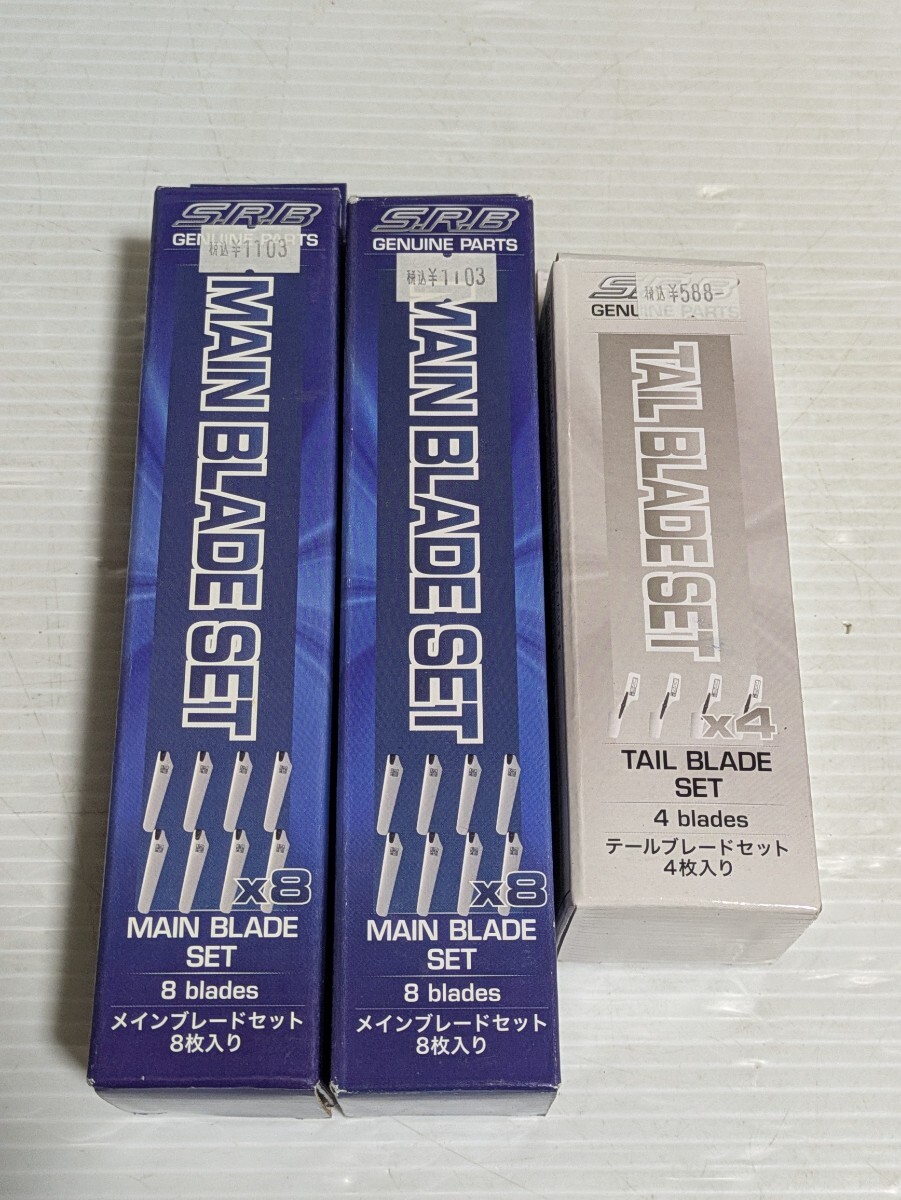 S.R.B
GENUINE PARTS
税込¥1103
MAIN BLADE SET
x8
MAIN BLADE
SET
8 blades
メインブレードセット
8枚入り
S.R.B
GENUINE PARTS
税込¥1103
MAIN BLADE SET
x8
MAIN BLADE
SET
8 blades
メインブレードセット
8枚入り
税込¥588
GENUINE PARTS
TAIL BLADE SET
x4
TAIL BLADE
SET
4 blades
テールブレードセット
4枚入り